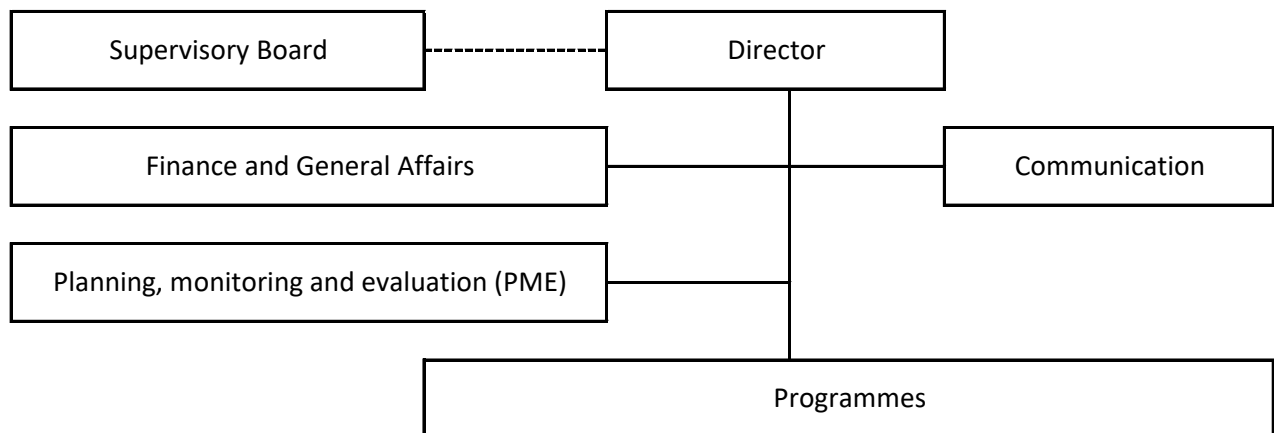 Supervisory Board
Director
Finance and General Affairs
Communication
Planning, monitoring and evaluation (PME)
Programmes